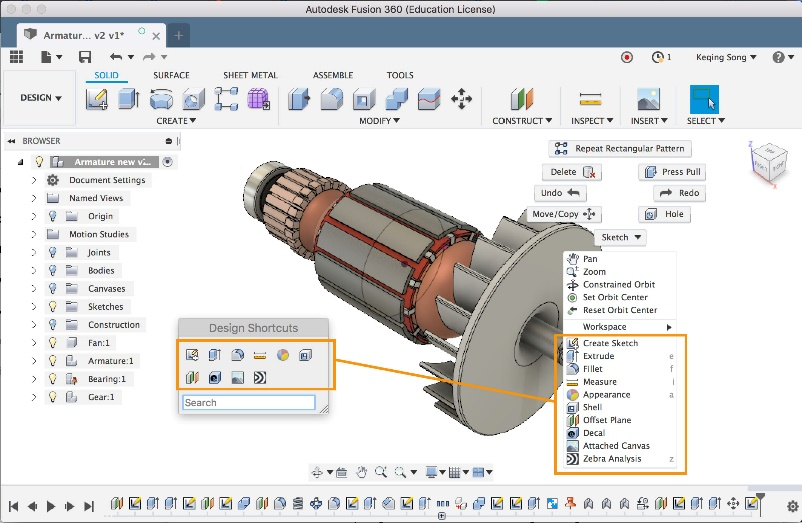 Autodesk Fusion 360 (Education License)
Armatur... v2 v1*
1 Keqing Song
SOLID SURFACE SHEET METAL ASSEMBLE TOOLS
DESIGN
CREATE MODIFY CONSTRUCT INSPECT INSERT SELECT
BROWSER
Armature new v2...
Document Settings
Named Views
Origin
Motion Studies
Joints
Bodies
Canvases
Sketches
Construction
Fan:1
Armature:1
Bearing:1
Gear:1
Design Shortcuts
Search
Repeat Rectangular Pattern
Delete Press Pull
Undo Redo
Move/Copy Hole
Sketch
Pan
Zoom
Constrained Orbit
Set Orbit Center
Reset Orbit Center
Workspace
Create Sketch
Extrude e
Fillet f
Measure i
Appearance a
Shell
Offset Plane
Decal
Attached Canvas
Zebra Analysis z